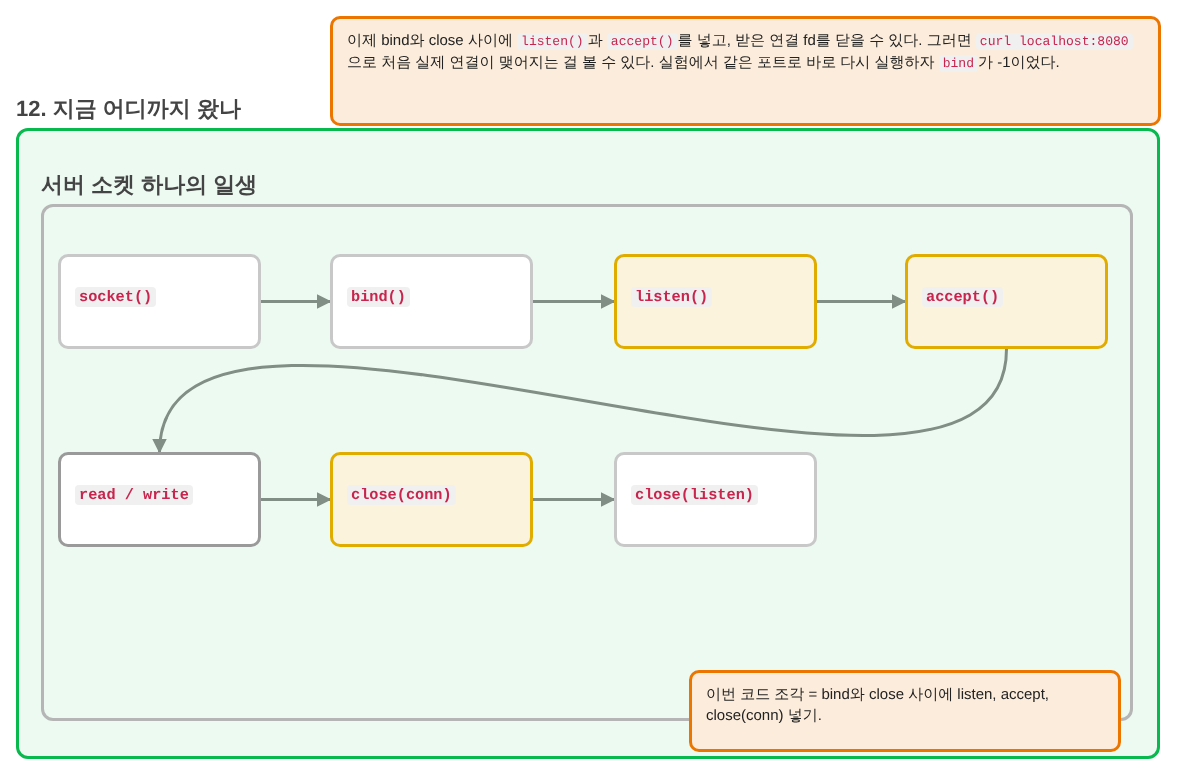 이제 bind와 close 사이에 listen() 과 accept() 를 넣고, 받은 연결 fd를 닫을 수 있다. 그러면 curl localhost:8080
으로 처음 실제 연결이 맺어지는 걸 볼 수 있다. 실험에서 같은 포트로 바로 다시 실행하자 bind 가 -1이었다.
12. 지금 어디까지 왔나
서버 소켓 하나의 일생
socket()
bind()
listen()
accept()
read / write
close(conn)
close(listen)
이번 코드 조각 = bind와 close 사이에 listen, accept,
close(conn) 넣기.